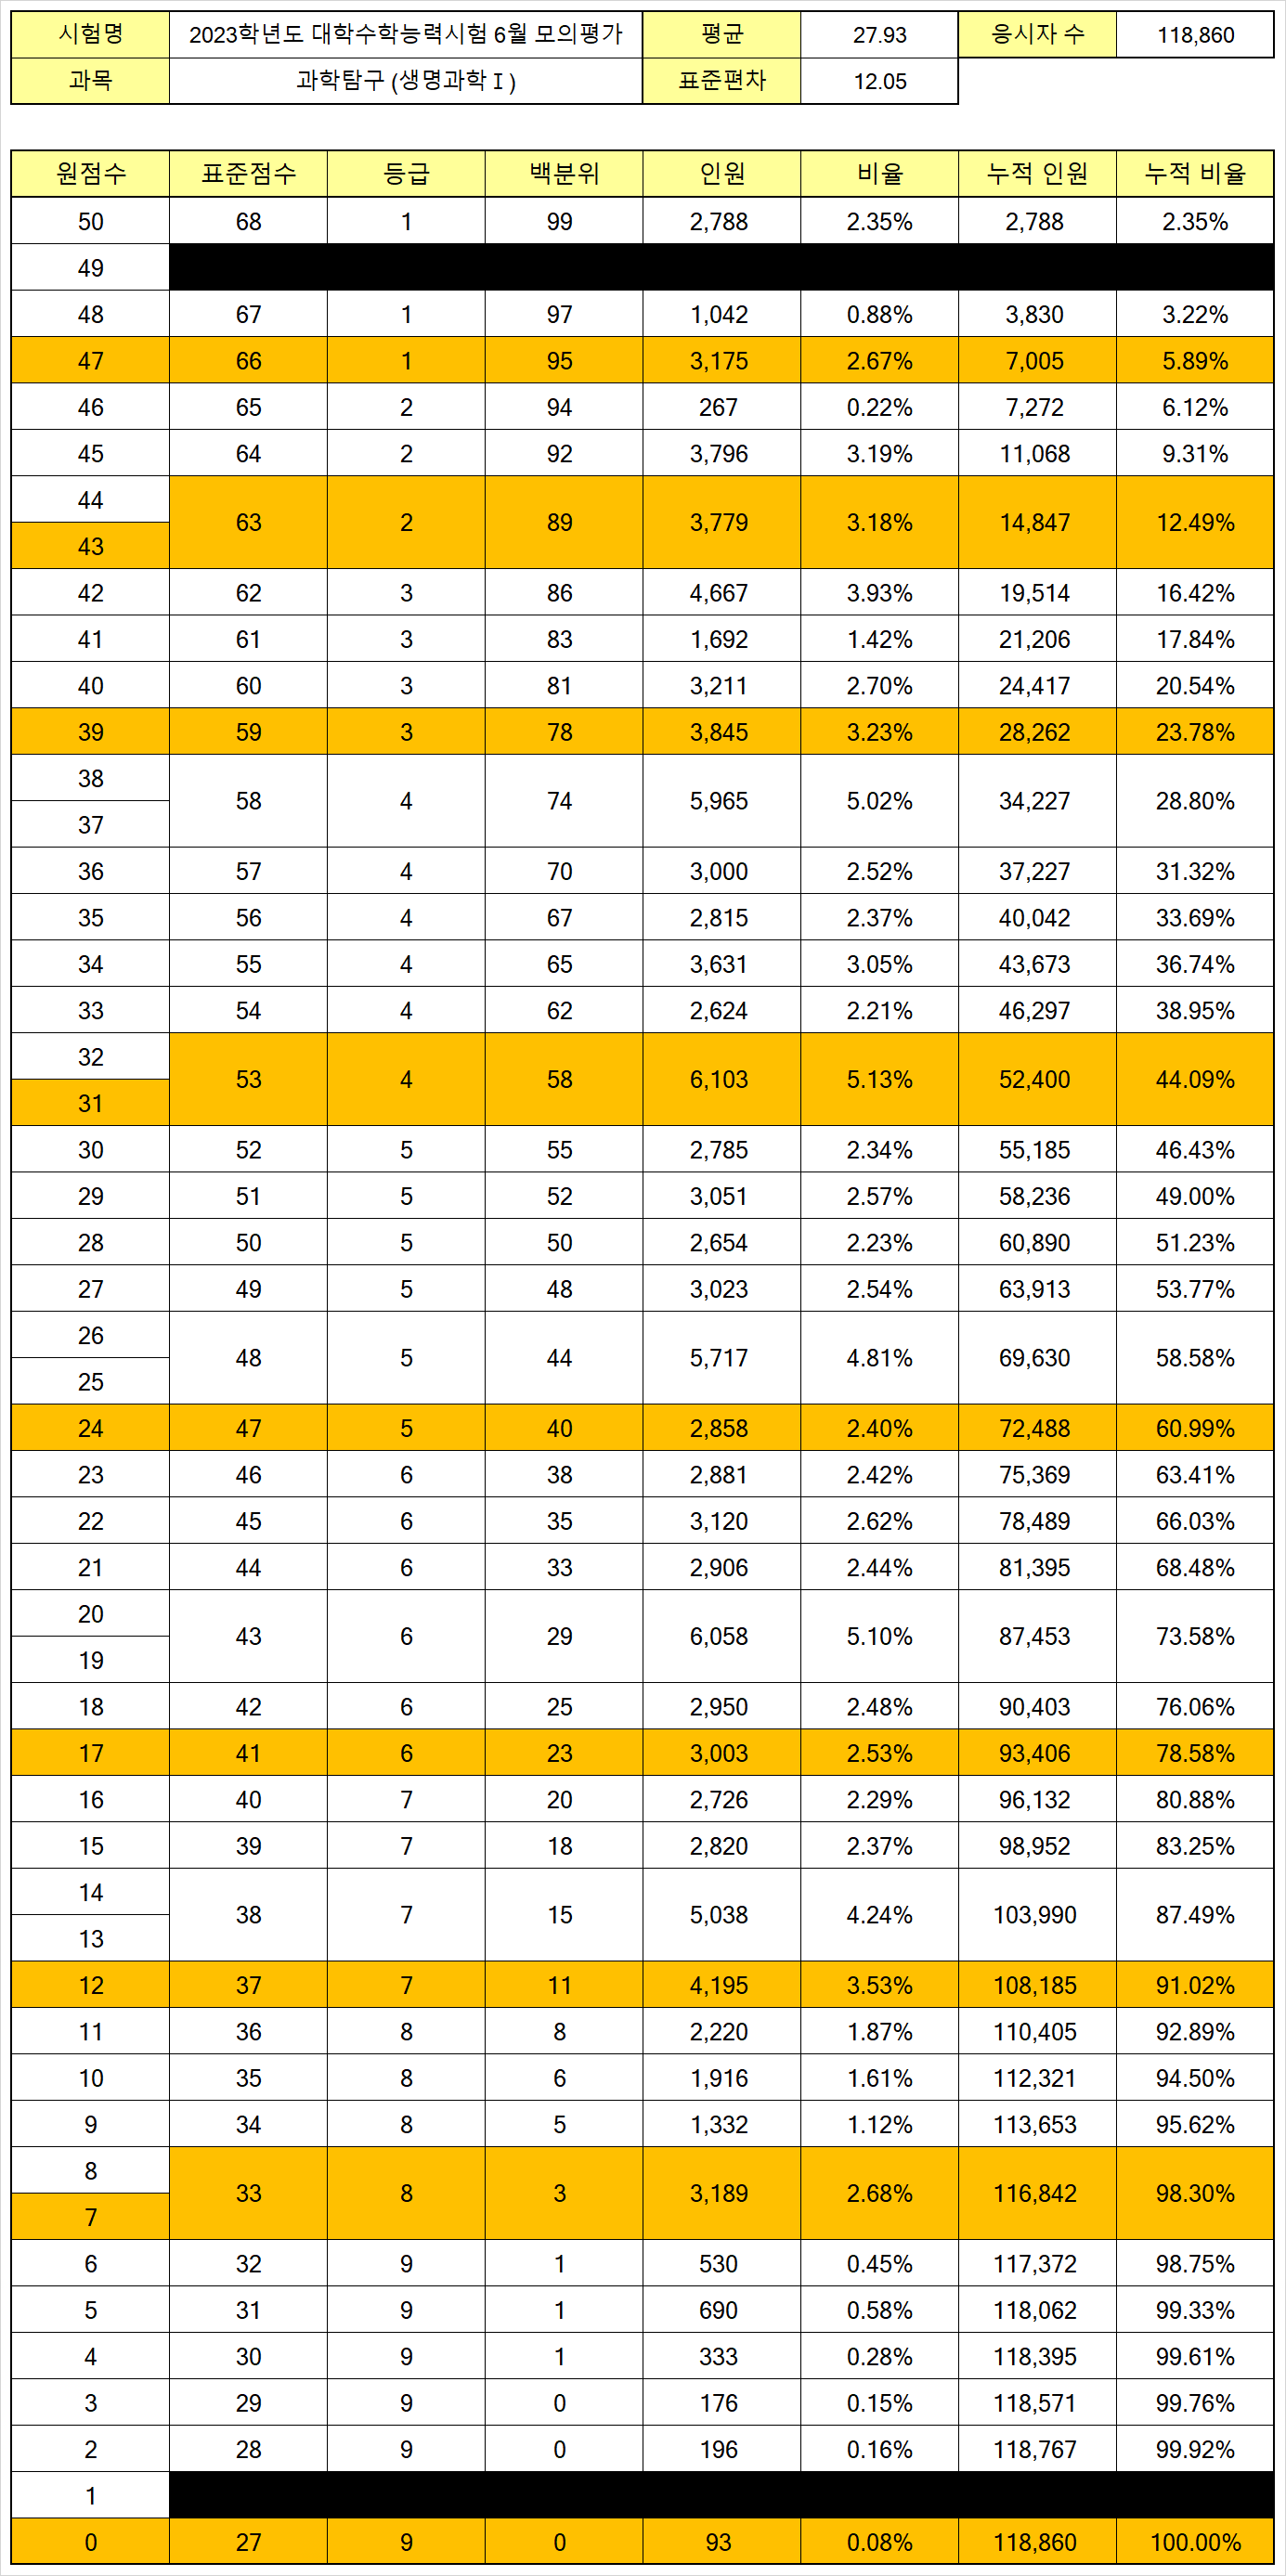 시험명 2023학년도 대학수학능력시험 6월 모의평가 평균 27.93 응시자 수 118,860
과목 과학탐구 (생명과학 I) 표준편차 12.05
원점수 표준점수 등급 백분위 인원 비율 누적 인원 누적 비율
50 68 1 99 2,788 2.35% 2,788 2.35%
49
48 67 1 97 1,042 0.88% 3,830 3.22%
47 66 1 95 3,175 2.67% 7,005 5.89%
46 65 2 94 267 0.22% 7,272 6.12%
45 64 2 92 3,796 3.19% 11,068 9.31%
44
63 2 89 3,779 3.18% 14,847 12.49%
43
42 62 3 86 4,667 3.93% 19,514 16.42%
41 61 3 83 1,692 1.42% 21,206 17.84%
40 60 3 81 3,211 2.70% 24,417 20.54%
39 59 3 78 3,845 3.23% 28,262 23.78%
38
58 4 74 5,965 5.02% 34,227 28.80%
37
36 57 4 70 3,000 2.52% 37,227 31.32%
35 56 4 67 2,815 2.37% 40,042 33.69%
34 55 4 65 3,631 3.05% 43,673 36.74%
33 54 4 62 2,624 2.21% 46,297 38.95%
32
53 4 58 6,103 5.13% 52,400 44.09%
31
30 52 5 55 2,785 2.34% 55,185 46.43%
29 51 5 52 3,051 2.57% 58,236 49.00%
28 50 5 50 2,654 2.23% 60,890 51.23%
27 49 5 48 3,023 2.54% 63,913 53.77%
26
48 5 44 5,717 4.81% 69,630 58.58%
25
24 47 5 40 2,858 2.40% 72,488 60.99%
23 46 6 38 2,881 2.42% 75,369 63.41%
22 45 6 35 3,120 2.62% 78,489 66.03%
21 44 6 33 2,906 2.44% 81,395 68.48%
20
43 6 29 6,058 5.10% 87,453 73.58%
19
18 42 6 25 2,950 2.48% 90,403 76.06%
17 41 6 23 3,003 2.53% 93,406 78.58%
16 40 7 20 2,726 2.29% 96,132 80.88%
15 39 7 18 2,820 2.37% 98,952 83.25%
14
38 7 15 5,038 4.24% 103,990 87.49%
13
12 37 7 11 4,195 3.53% 108,185 91.02%
11 36 8 8 2,220 1.87% 110,405 92.89%
10 35 8 6 1,916 1.61% 112,321 94.50%
9 34 8 5 1,332 1.12% 113,653 95.62%
8
33 8 3 3,189 2.68% 116,842 98.30%
7
6 32 9 1 530 0.45% 117,372 98.75%
5 31 9 1 690 0.58% 118,062 99.33%
4 30 9 1 333 0.28% 118,395 99.61%
3 29 9 0 176 0.15% 118,571 99.76%
2 28 9 0 196 0.16% 118,767 99.92%
1
0 27 9 0 93 0.08% 118,860 100.00%